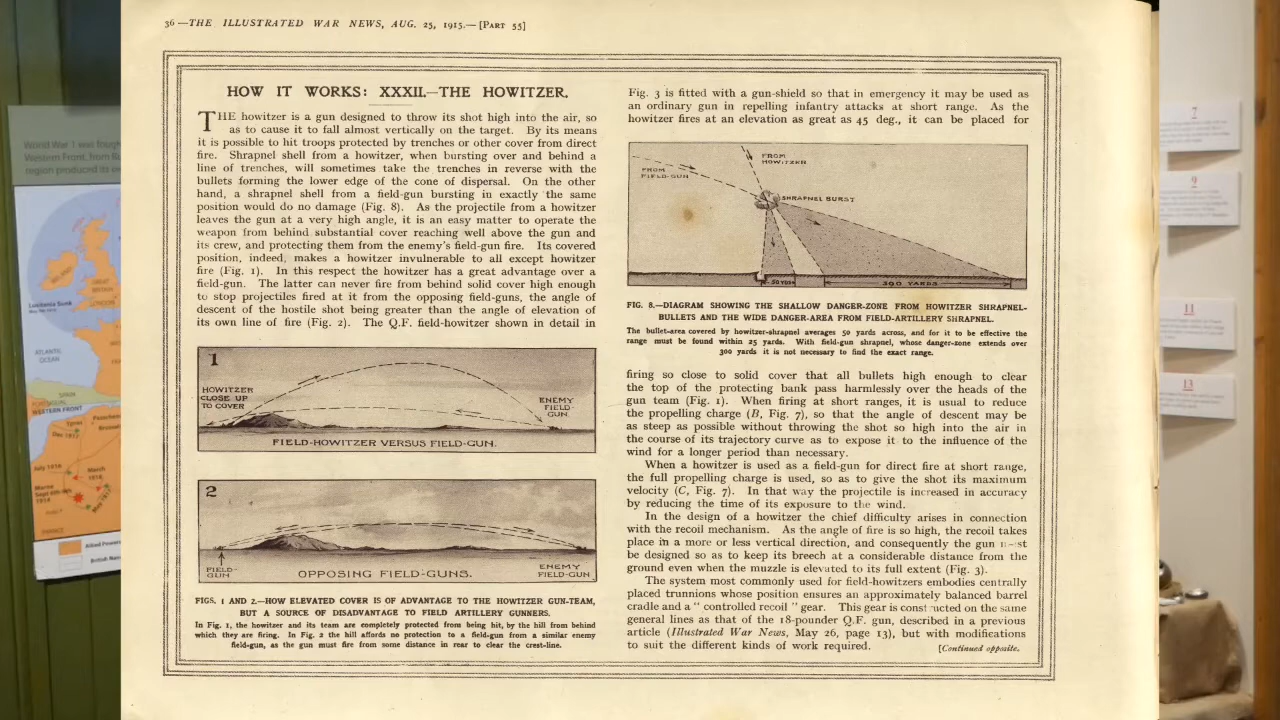 36—THE ILLUSTRATED WAR NEWS, AUG. 25, 1915.—[PART 55]
HOW IT WORKS: XXXII.—THE HOWITZER.
THE howitzer is a gun designed to throw its shot high into the air, so
as to cause it to fall almost vertically on the target. By its means
it is possible to hit troops protected by trenches or other cover from direct
fire. Shrapnel shell from a howitzer, when bursting over and behind a
line of trenches, will sometimes take the trenches in reverse with the
bullets forming the lower edge of the cone of dispersal. On the other
hand, a shrapnel shell from a field-gun bursting in exactly the same
position would do no damage (Fig. 8). As the projectile from a howitzer
leaves the gun at a very high angle, it is an easy matter to operate the
weapon from behind substantial cover reaching well above the gun and
its crew, and protecting them from the enemy's field-gun fire. Its covered
position, indeed, makes a howitzer invulnerable to all except howitzer
fire (Fig. 1). In this respect the howitzer has a great advantage over a
field-gun. The latter can never fire from behind solid cover high enough
to stop projectiles fired at it from the opposing field-guns, the angle of
descent of the hostile shot being greater than the angle of elevation of
its own line of fire (Fig. 2). The Q.F. field-howitzer shown in detail in
1
HOWITZER
CLOSE UP
TO COVER
ENEMY
FIELD-
GUN.
FIELD-HOWITZER VERSUS FIELD-GUN.
2
FIELD-
GUN
OPPOSING FIELD-GUNS.
ENEMY
FIELD-GUN
FIGS. 1 AND 2.—HOW ELEVATED COVER IS OF ADVANTAGE TO THE HOWITZER GUN-TEAM,
BUT A SOURCE OF DISADVANTAGE TO FIELD ARTILLERY GUNNERS.
In Fig. 1, the howitzer and its team are completely protected from being hit, by the hill from behind
which they are firing. In Fig. 2 the hill affords no protection to a field-gun from a similar enemy
field-gun, as the gun must fire from some distance in rear to clear the crest-line.
Fig. 3 is fitted with a gun-shield so that in emergency it may be used as
an ordinary gun in repelling infantry attacks at short range. As the
howitzer fires at an elevation as great as 45 deg., it can be placed for
FROM
HOWITZER
FROM
FIELD-GUN
SHRAPNEL BURST
50 YDS
300 YARDS
FIG. 8.—DIAGRAM SHOWING THE SHALLOW DANGER-ZONE FROM HOWITZER SHRAPNEL-
BULLETS AND THE WIDE DANGER-AREA FROM FIELD-ARTILLERY SHRAPNEL.
The bullet-area covered by howitzer-shrapnel averages 50 yards across, and for it to be effective the
range must be found within 25 yards. With field-gun shrapnel, whose danger-zone extends over
300 yards it is not necessary to find the exact range.
firing so close to solid cover that all bullets high enough to clear
the top of the protecting bank pass harmlessly over the heads of the
gun team (Fig. 1). When firing at short ranges, it is usual to reduce
the propelling charge (B, Fig. 7), so that the angle of descent may be
as steep as possible without throwing the shot so high into the air in
the course of its trajectory curve as to expose it to the influence of the
wind for a longer period than necessary.
When a howitzer is used as a field-gun for direct fire at short range,
the full propelling charge is used, so as to give the shot its maximum
velocity (C, Fig. 7). In that way the projectile is increased in accuracy
by reducing the time of its exposure to the wind.
In the design of a howitzer the chief difficulty arises in connection
with the recoil mechanism. As the angle of fire is so high, the recoil takes
place in a more or less vertical direction, and consequently the gun must
be designed so as to keep its breech at a considerable distance from the
ground even when the muzzle is elevated to its full extent (Fig. 3).
The system most commonly used for field-howitzers embodies centrally
placed trunnions whose position ensures an approximately balanced barrel
cradle and a "controlled recoil" gear. This gear is constructed on the same
general lines as that of the 18-pounder Q.F. gun, described in a previous
article (Illustrated War News, May 26, page 13), but with modifications
to suit the different kinds of work required.
[Continued opposite.
World War 1 was fough
Western Front, from
region produced its
Lusitania Sunk
ATLANTIC
OCEAN
WESTERN FRONT
Ypres
Dec 1917
July 1916
March
1918
Marne
1914
Allied Powers
British
7
9
11
13